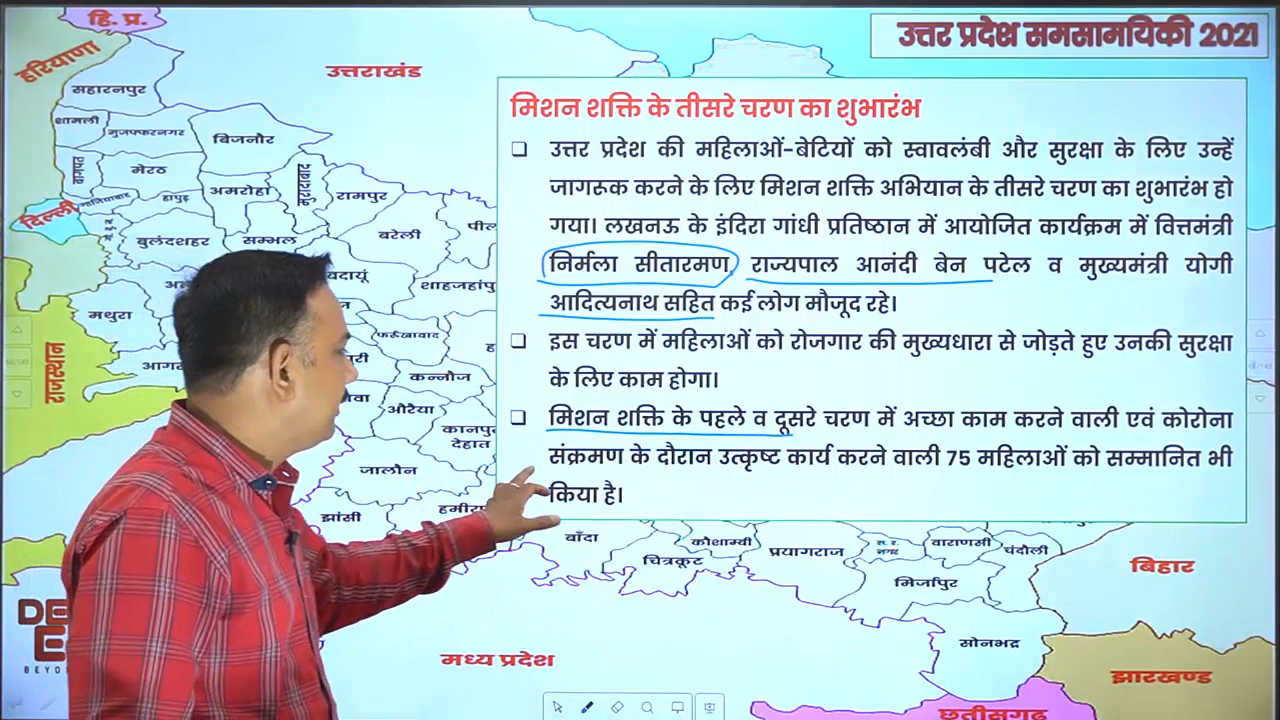 हि. प्र.
उत्तर प्रदेश समसामयिकी 2021
हरियाणा
उत्तराखंड
सहारनपुर
शामली
मुजफ्फरनगर
बिजनौर
बागपत
मेरठ
अमरोहा
मुरादाबाद
रामपुर
दिल्ली
हापुड़
बुलंदशहर
सम्भल
बरेली
बदायूं
शाहजहांपु
मथुरा
फर्रुखाबाद
राजस्थान
आग
कन्नौज
औरैया
कानपु
देहात
जालौन
झांसी
हमीरप
मिशन शक्ति के तीसरे चरण का शुभारंभ
❑ उत्तर प्रदेश की महिलाओं-बेटियों को स्वावलंबी और सुरक्षा के लिए उन्हें
जागरूक करने के लिए मिशन शक्ति अभियान के तीसरे चरण का शुभारंभ हो
गया। लखनऊ के इंदिरा गांधी प्रतिष्ठान में आयोजित कार्यक्रम में वित्तमंत्री
निर्मला सीतारमण, राज्यपाल आनंदी बेन पटेल व मुख्यमंत्री योगी
आदित्यनाथ सहित कई लोग मौजूद रहे।
❑ इस चरण में महिलाओं को रोजगार की मुख्यधारा से जोड़ते हुए उनकी सुरक्षा
के लिए काम होगा।
❑ मिशन शक्ति के पहले व दूसरे चरण में अच्छा काम करने वाली एवं कोरोना
संक्रमण के दौरान उत्कृष्ट कार्य करने वाली 75 महिलाओं को सम्मानित भी
किया है।
बाँदा
चित्रकूट
कौशाम्बी
प्रयागराज
स. र.
नगर
वाराणसी
चंदौली
मिर्जापुर
सोनभद्र
बिहार
झारखण्ड
छत्तीसगढ़
मध्य प्रदेश